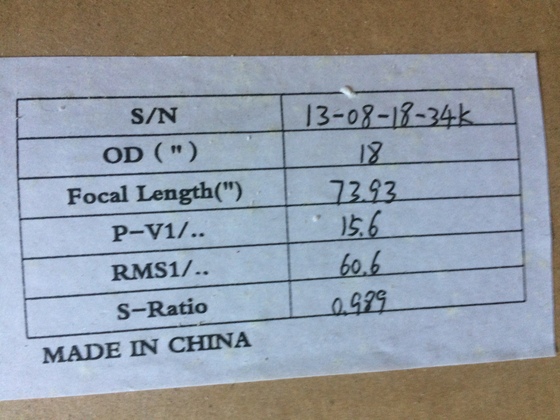 S/N 13-08-18-34K
OD (") 18
Focal Length(") 73.93
P-V1/.. 15.6
RMS1/.. 60.6
S-Ratio 0.989
MADE IN CHINA